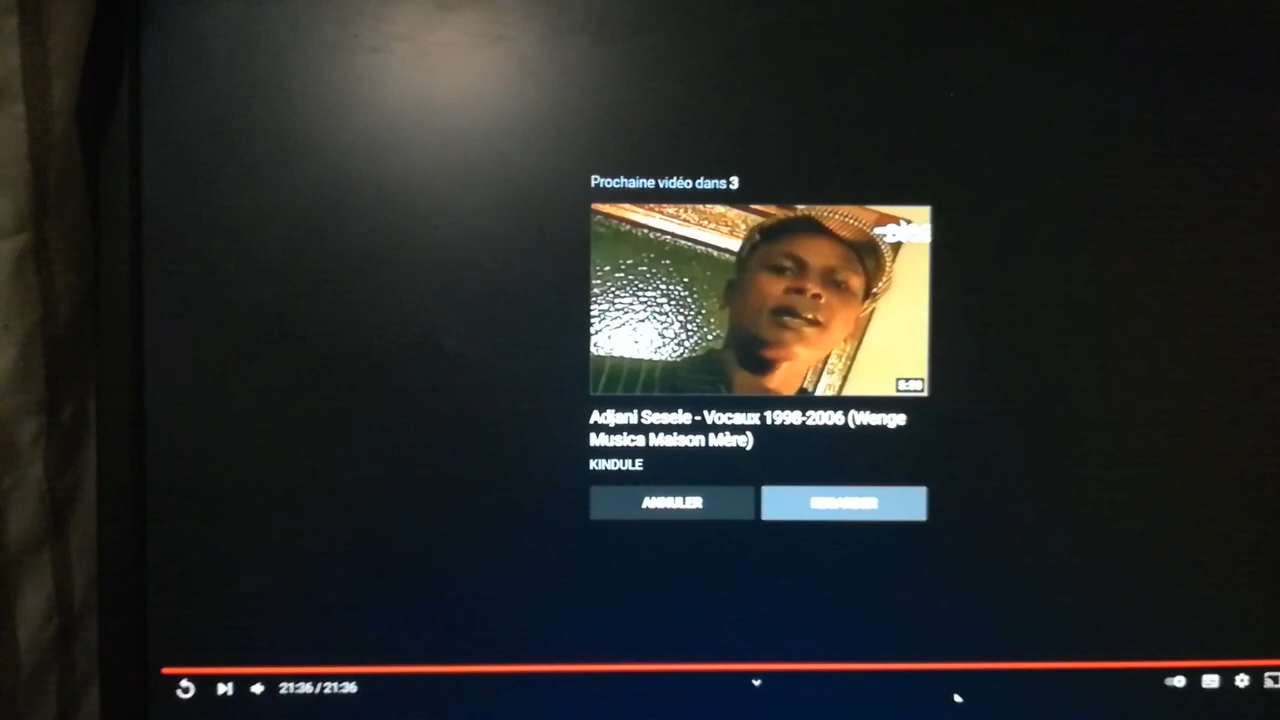 Prochaine vidéo dans 3
Adjani Sesele - Vocaux 1998-2006 (Wenge
Musica Maison Mère)
KINDULE
ANNULER
REGARDER
21:36 / 21:36